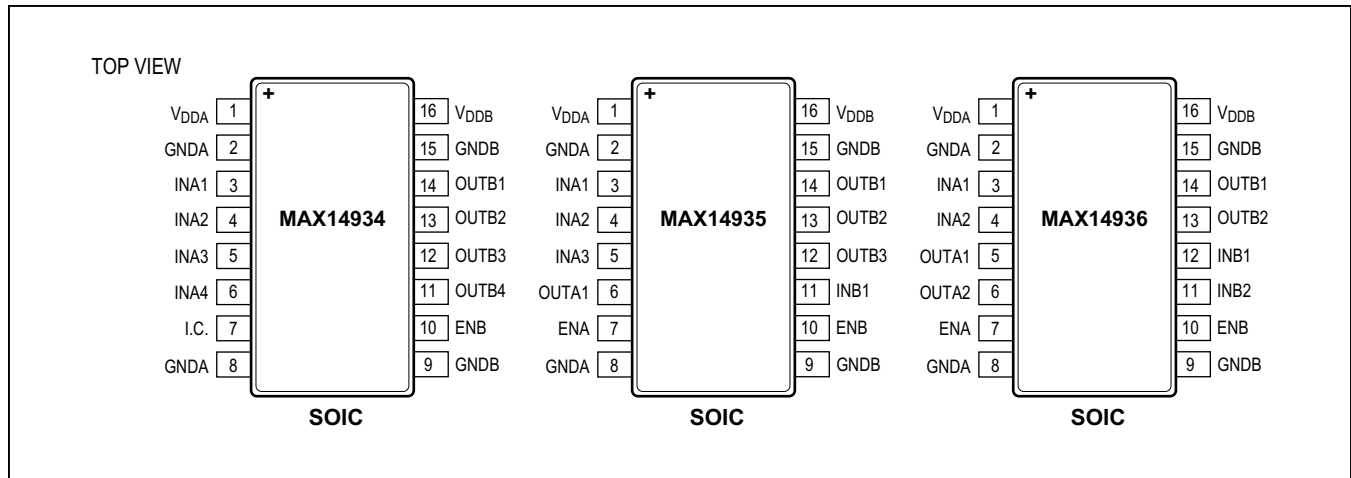 TOP VIEW
+
MAX14934
VDDA 1
GNDA 2
INA1 3
INA2 4
INA3 5
INA4 6
I.C. 7
GNDA 8
16 VDDB
15 GNDB
14 OUTB1
13 OUTB2
12 OUTB3
11 OUTB4
10 ENB
9 GNDB
SOIC
+
MAX14935
VDDA 1
GNDA 2
INA1 3
INA2 4
INA3 5
OUTA1 6
ENA 7
GNDA 8
16 VDDB
15 GNDB
14 OUTB1
13 OUTB2
12 OUTB3
11 INB1
10 ENB
9 GNDB
SOIC
+
MAX14936
VDDA 1
GNDA 2
INA1 3
INA2 4
OUTA1 5
OUTA2 6
ENA 7
GNDA 8
16 VDDB
15 GNDB
14 OUTB1
13 OUTB2
12 INB1
11 INB2
10 ENB
9 GNDB
SOIC